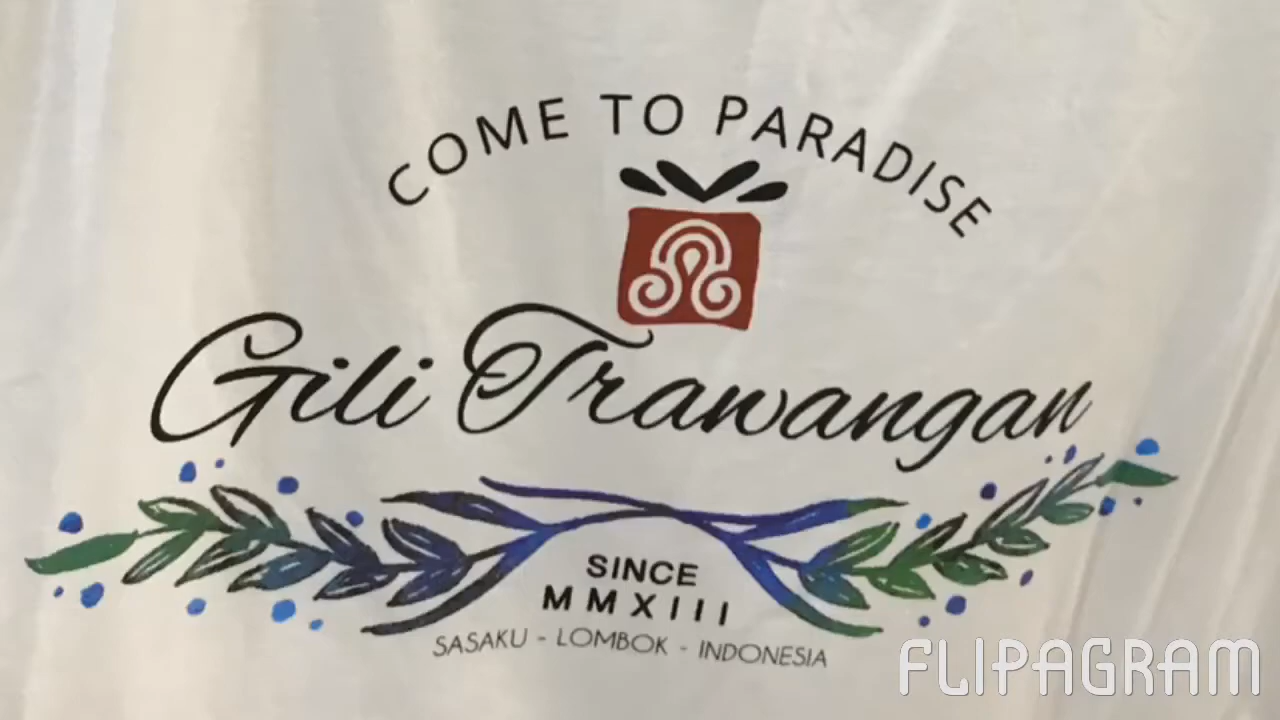 COME TO PARADISE
Gili Trawangan
SINCE
MMXIII
SASAKU - LOMBOK - INDONESIA
FLIPAGRAM